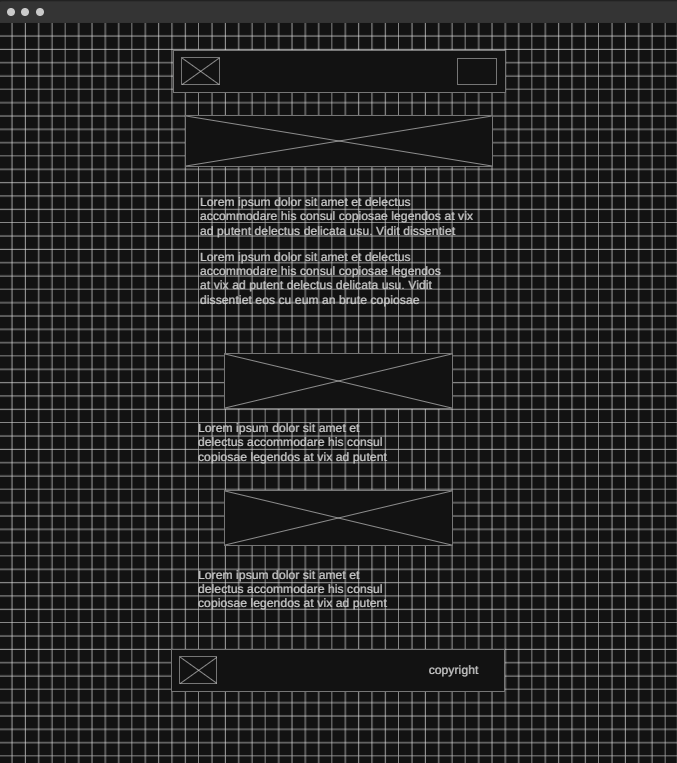 Lorem ipsum dolor sit amet et delectus
accommodare his consul copiosae legendos at vix
ad putent delectus delicata usu. Vidit dissentiet
Lorem ipsum dolor sit amet et delectus
accommodare his consul copiosae legendos
at vix ad putent delectus delicata usu. Vidit
dissentiet eos cu eum an brute copiosae
Lorem ipsum dolor sit amet et
delectus accommodare his consul
copiosae legendos at vix ad putent
Lorem ipsum dolor sit amet et
delectus accommodare his consul
copiosae legendos at vix ad putent
copyright